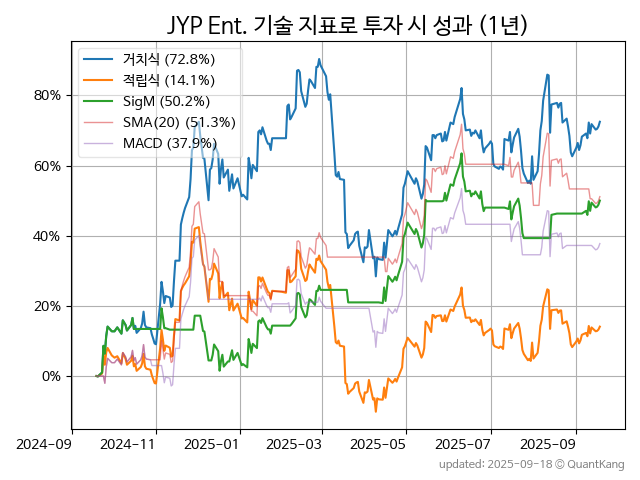 JYP Ent. 기술 지표로 투자 시 성과 (1년)
거치식 (72.8%)
적립식 (14.1%)
SigM (50.2%)
SMA(20) (51.3%)
MACD (37.9%)
80%
60%
40%
20%
0%
2024-09 2024-11 2025-01 2025-03 2025-05 2025-07 2025-09
updated: 2025-09-18 © QuantKang